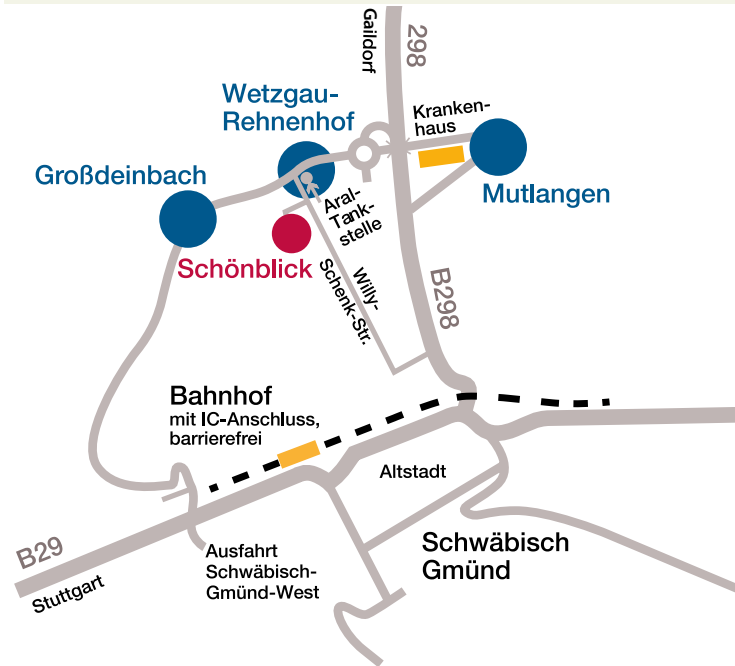 Gaildorf
298
Wetzgau-
Rehnenhof
Kranken-
haus
Großdeinbach
Mutlangen
Aral-
Tank-
stelle
Schönblick
Willy-
Schenk-Str.
B298
Bahnhof
mit IC-Anschluss,
barrierefrei
Altstadt
B29
Stuttgart
Ausfahrt
Schwäbisch-
Gmünd-West
Schwäbisch
Gmünd